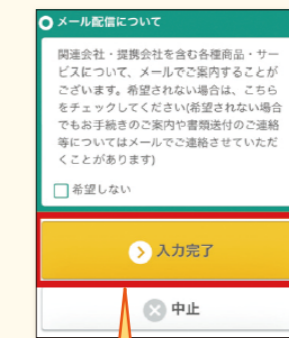 メール配信について
関連会社・提携会社を含む各種商品・サー
ビスについて、メールでご案内することが
ございます。希望されない場合は、こちら
をチェックしてください(希望されない場合
でもお手続きのご案内や書類送付のご連絡
等についてはメールでご連絡させていただ
くことがあります)
希望しない
入力完了
中止